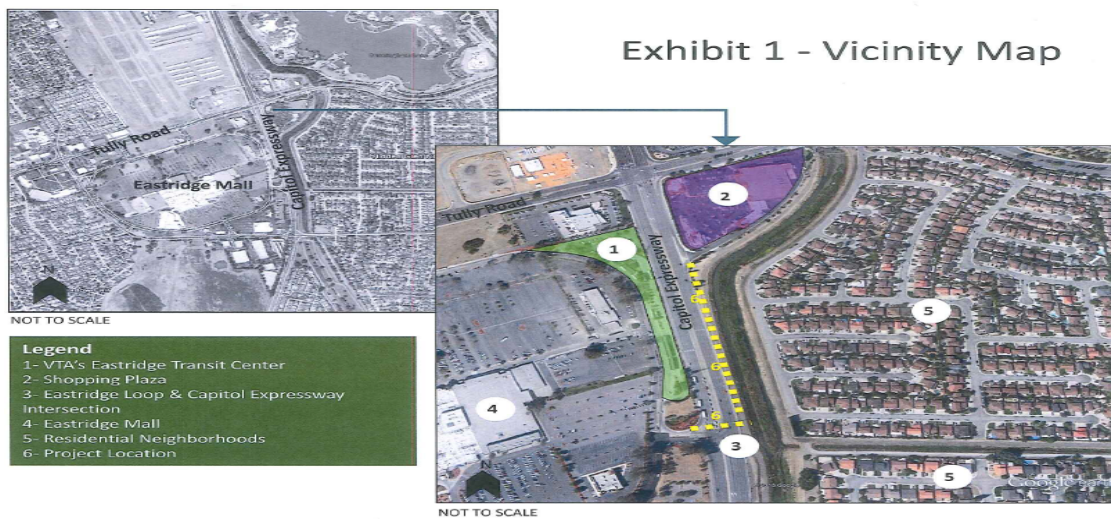 Exhibit 1 - Vicinity Map
Tully Road
Capitol Expressway
Eastridge Mall
N
NOT TO SCALE
Legend
1- VTA's Eastridge Transit Center
2- Shopping Plaza
3- Eastridge Loop & Capitol Expressway
Intersection
4- Eastridge Mall
5- Residential Neighborhoods
6- Project Location
Tully Road
Capitol Expressway
1
2
5
6
6
6
4
3
5
Google earth
NOT TO SCALE